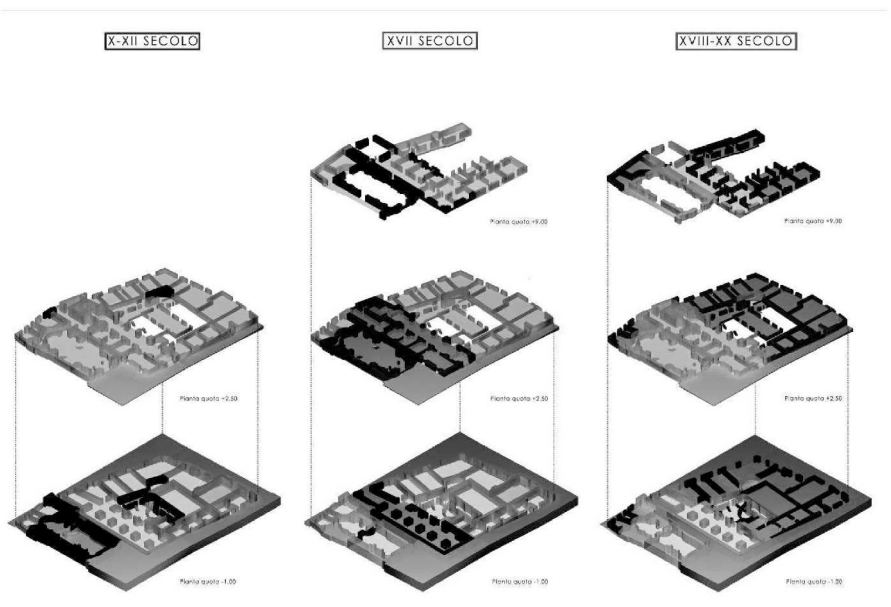 X-XII SECOLO
XVII SECOLO
XVIII-XX SECOLO
Pianta quota +9.00
Pianta quota +9.00
Pianta quota +2.50
Pianta quota +2.50
Pianta quota +2.50
Pianta quota -1.00
Pianta quota -1.00
Pianta quota -1.00